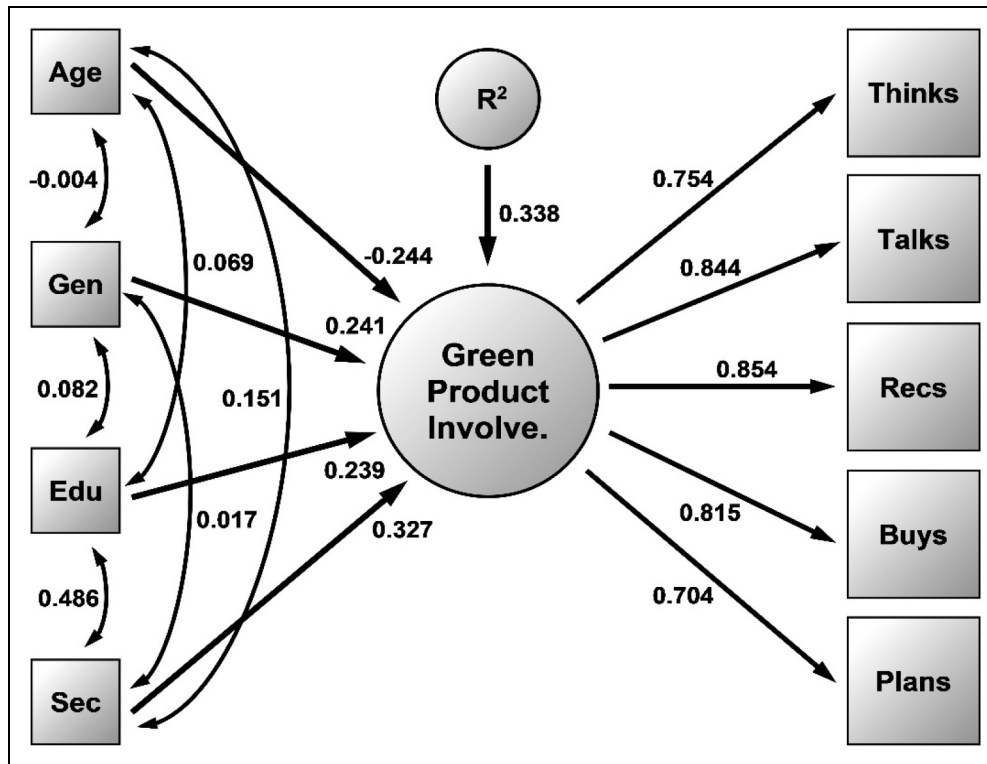 Age
Gen
Edu
Sec
-0.004
0.082
0.486
0.069
0.017
0.151
R²
0.338
-0.244
0.241
0.239
0.327
Green
Product
Involve.
0.754
0.844
0.854
0.815
0.704
Thinks
Talks
Recs
Buys
Plans